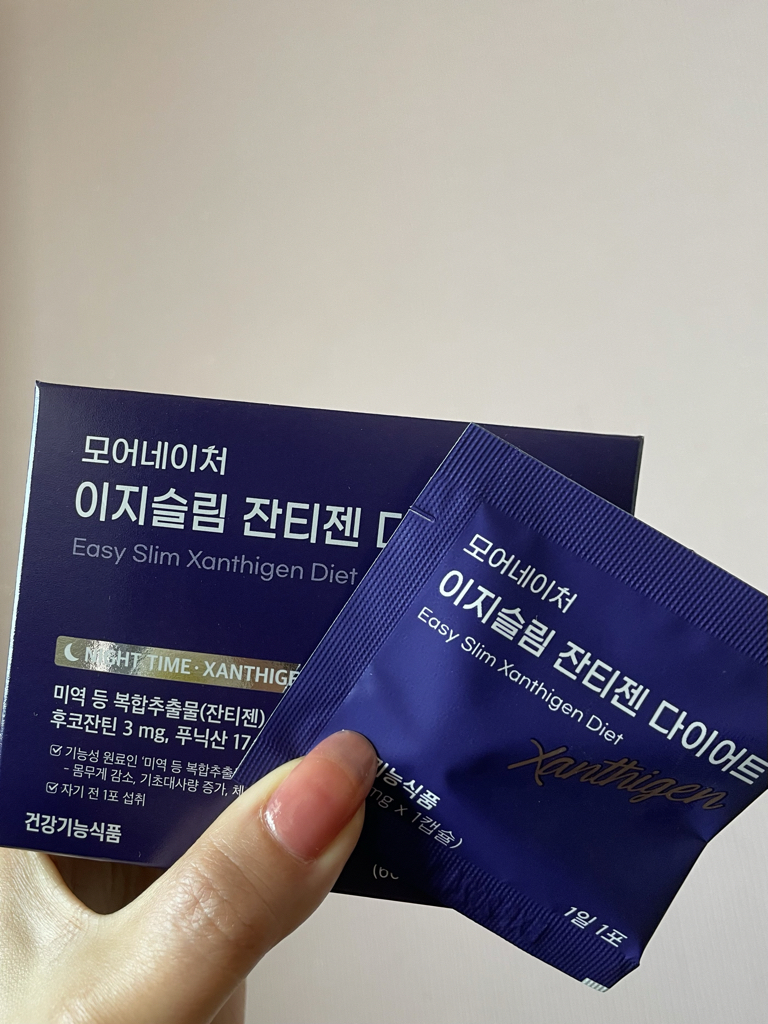 모어네이처
이지슬림 잔티젠
Easy Slim Xanthigen Diet
NIGHT TIME · XANTHIGE
미역 등 복합추출물(잔티젠)
후코잔틴 3 mg, 푸닉산 17
기능성 원료인 '미역 등 복합추출
- 몸무게 감소, 기초대사량 증가, 체
자기 전 1포 섭취
건강기능식품
모어네이처
이지슬림 잔티젠 다이어트
Easy Slim Xanthigen Diet
Xanthigen
기능식품
mg x 1캡슐)
1일 1포